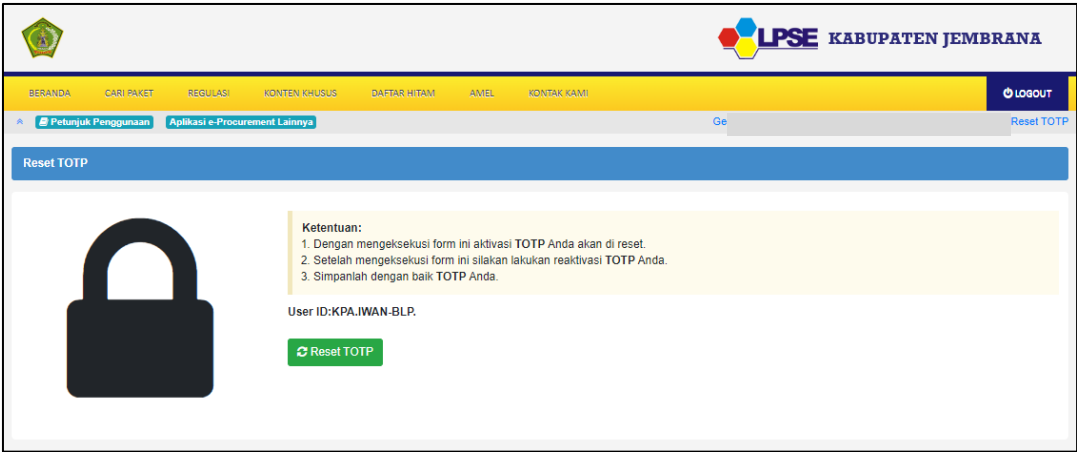 LPSE KABUPATEN JEMBRANA
BERANDA CARI PAKET REGULASI KONTEN KHUSUS DAFTAR HITAM AMEL KONTAK KAMI LOGOUT
Petunjuk Penggunaan Aplikasi e-Procurement Lainnya Ge Reset TOTP
Reset TOTP
Ketentuan:
1. Dengan mengeksekusi form ini aktivasi TOTP Anda akan di reset.
2. Setelah mengeksekusi form ini silakan lakukan reaktivasi TOTP Anda.
3. Simpanlah dengan baik TOTP Anda.
User ID:KPA.IWAN-BLP.
Reset TOTP